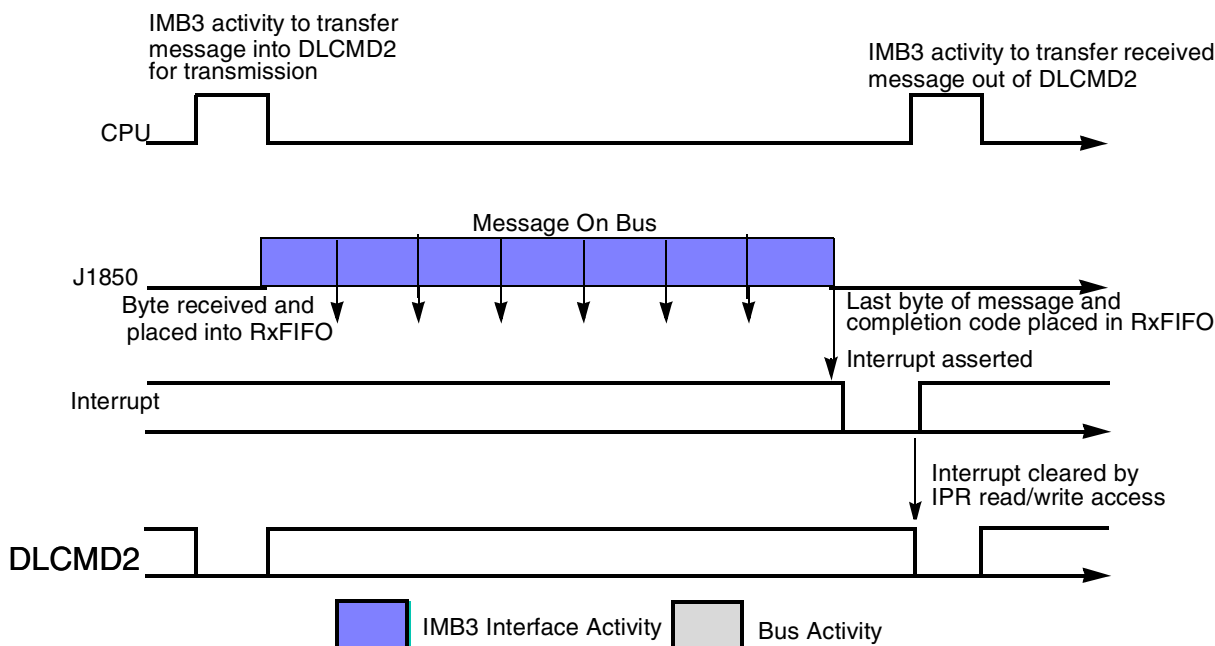 IMB3 activity to transfer
message into DLCMD2
for transmission
IMB3 activity to transfer received
message out of DLCMD2
CPU
Message On Bus
J1850
Byte received and
placed into RxFIFO
Last byte of message and
completion code placed in RxFIFO
Interrupt asserted
Interrupt
Interrupt cleared by
IPR read/write access
DLCMD2
IMB3 Interface Activity
Bus Activity